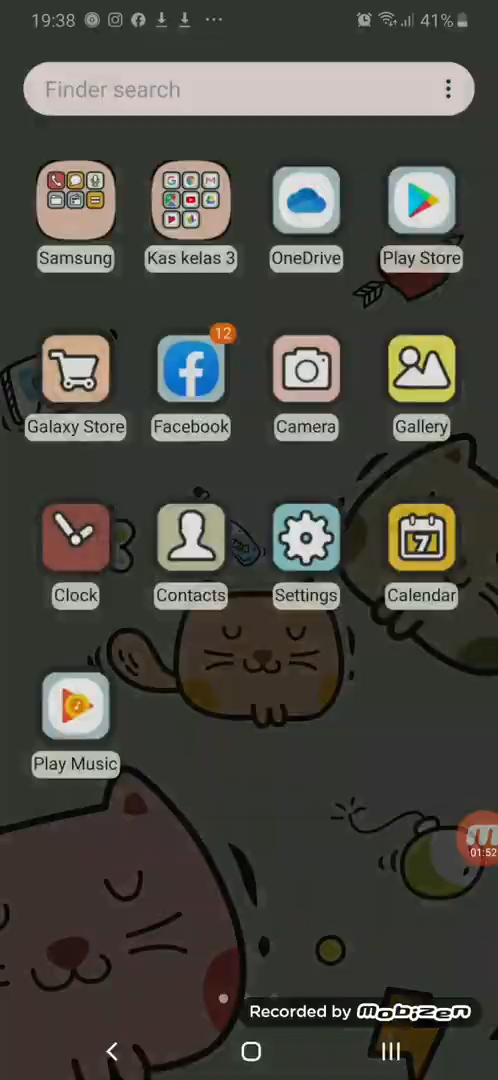 19:38 ... 41%
Finder search
Samsung
Kas kelas 3
OneDrive
Play Store
12
Galaxy Store
Facebook
Camera
Gallery
7
Clock
Contacts
Settings
Calendar
Play Music
01:52
Recorded by mobizen